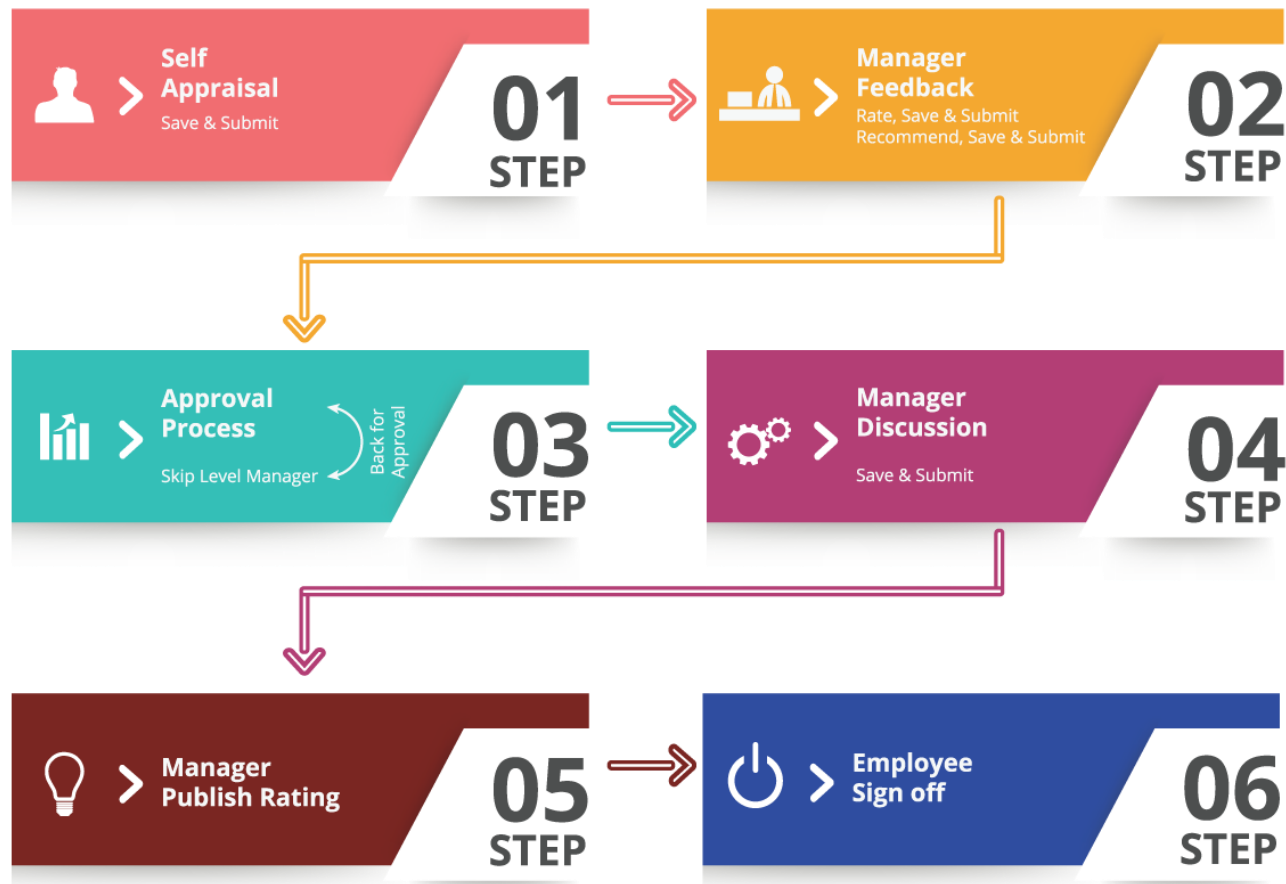 Self
Appraisal
Save & Submit
01
STEP
Manager
Feedback
Rate, Save & Submit
Recommend, Save & Submit
02
STEP
Approval
Process
Skip Level Manager
Back for
Approval
03
STEP
Manager
Discussion
Save & Submit
04
STEP
Manager
Publish Rating
05
STEP
Employee
Sign off
06
STEP